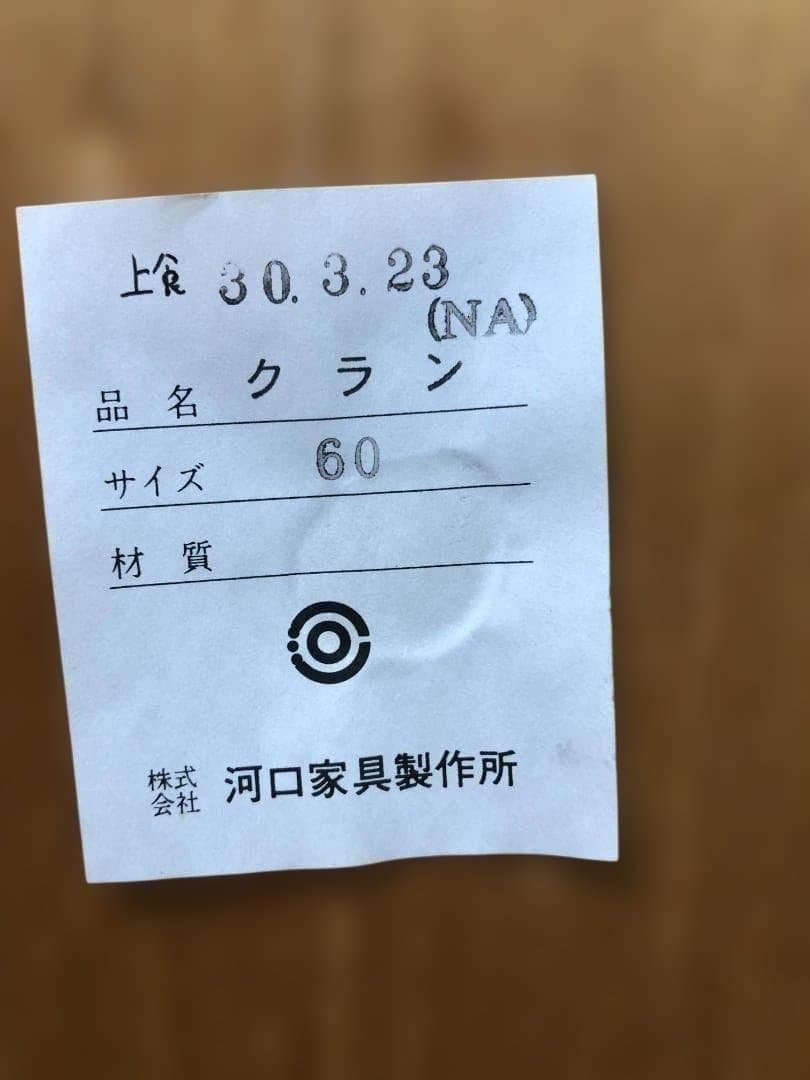 上食 30.3.23
(NA)
品名 クラン
サイズ 60
材質
株式会社 河口家具製作所